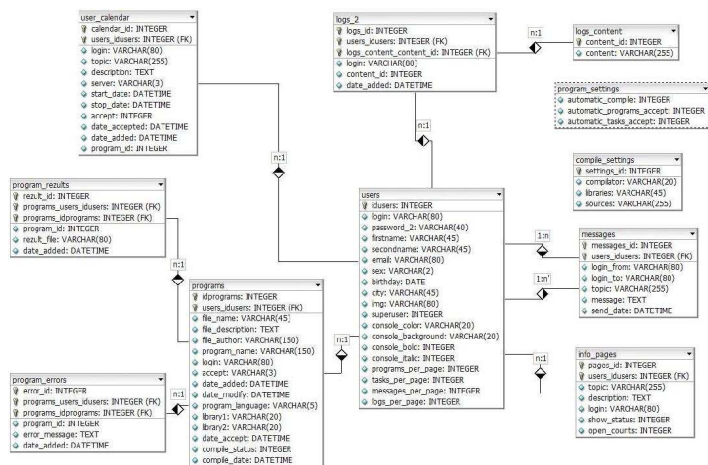 user_calendar
calendar_id: INTEGER
users_idusers: INTEGER (FK)
login: VARCHAR(80)
topic: VARCHAR(255)
description: TEXT
server: VARCHAR(3)
start_date: DATETIME
stop_date: DATETIME
accept: INTEGER
date_accepted: DATETIME
date_added: DATETIME
program_id: INTEGER
logs_2
logs_id: INTEGER
users_idusers: INTEGER (FK)
logs_content_content_id: INTEGER (FK)
login: VARCHAR(80)
content_id: INTEGER
date_added: DATETIME
n:1
logs_content
content_id: INTEGER
content: VARCHAR(255)
program_settings
automatic_compile: INTEGER
automatic_programs_accept: INTEGER
automatic_tasks_accept: INTEGER
n:1
n:1
compile_settings
settings_id: INTEGER
compilator: VARCHAR(20)
libraries: VARCHAR(45)
sources: VARCHAR(255)
program_rezults
rezult_id: INTEGER
programs_users_idusers: INTEGER (FK)
programs_idprograms: INTEGER (FK)
program_id: INTEGER
rezult_file: VARCHAR(80)
date_added: DATETIME
n:1
users
idusers: INTEGER
login: VARCHAR(80)
password_2: VARCHAR(40)
firstname: VARCHAR(45)
secondname: VARCHAR(45)
email: VARCHAR(80)
sex: VARCHAR(2)
birthday: DATE
city: VARCHAR(45)
img: VARCHAR(80)
superuser: INTEGER
console_color: VARCHAR(20)
console_background: VARCHAR(20)
console_bold: INTEGER
console_italic: INTEGER
programs_per_page: INTEGER
tasks_per_page: INTEGER
messages_per_page: INTEGER
logs_per_page: INTEGER
1:n
1:n'
messages
messages_id: INTEGER
users_idusers: INTEGER (FK)
login_from: VARCHAR(80)
login_to: VARCHAR(80)
topic: VARCHAR(255)
message: TEXT
send_date: DATETIME
programs
idprograms: INTEGER
users_idusers: INTEGER (FK)
file_name: VARCHAR(45)
file_description: TEXT
file_author: VARCHAR(150)
program_name: VARCHAR(150)
login: VARCHAR(80)
accept: VARCHAR(3)
date_added: DATETIME
date_modify: DATETIME
program_language: VARCHAR(5)
library1: VARCHAR(20)
library2: VARCHAR(20)
date_accept: DATETIME
compile_status: INTEGER
compile_date: DATETIME
n:1
n:1
info_pages
pages_id: INTEGER
users_idusers: INTEGER (FK)
topic: VARCHAR(255)
description: TEXT
login: VARCHAR(80)
show_status: INTEGER
open_courts: INTEGER
program_errors
error_id: INTEGER
programs_users_idusers: INTEGER (FK)
programs_idprograms: INTEGER (FK)
program_id: INTEGER
error_message: TEXT
date_added: DATETIME
n:1